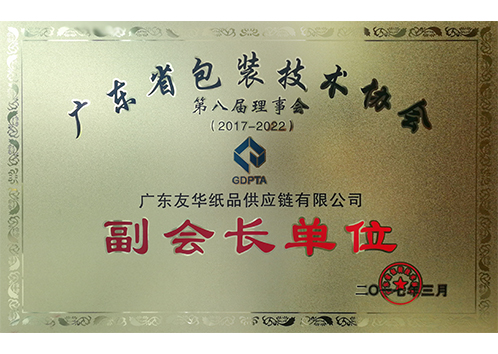 广东省包装技术协会
第八届理事会
(2017-2022)
GDPTA
广东友华纸品供应链有限公司
副会长单位
二〇一七年三月